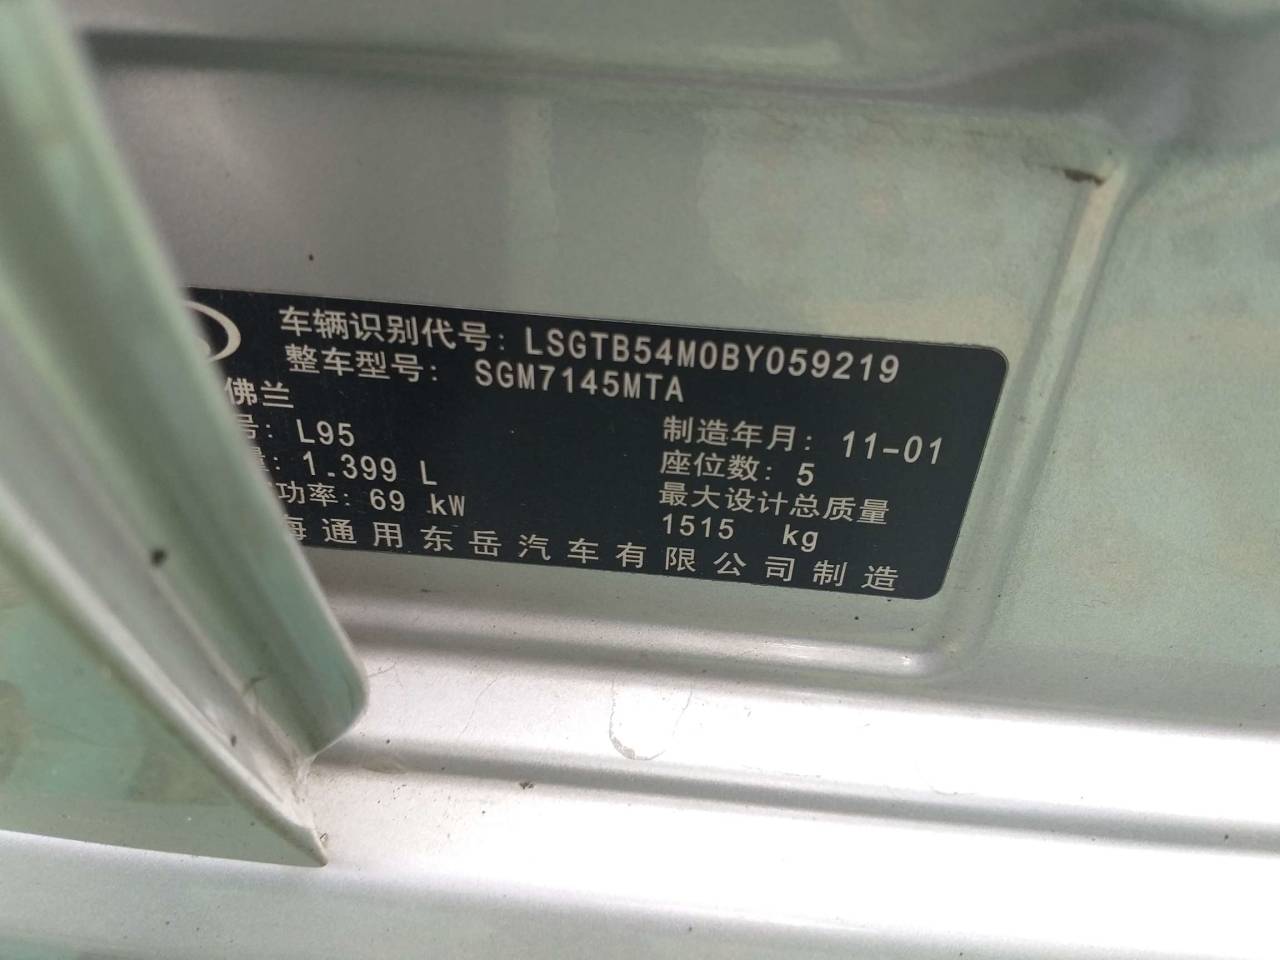 车辆识别代号: LSGTB54M0BY059219
整车型号: SGM7145MTA
佛兰
号: L95
制造年月: 11-01
量: 1.399 L
座位数: 5
功率: 69 kW
最大设计总质量
1515 kg
海通用东岳汽车有限公司制造